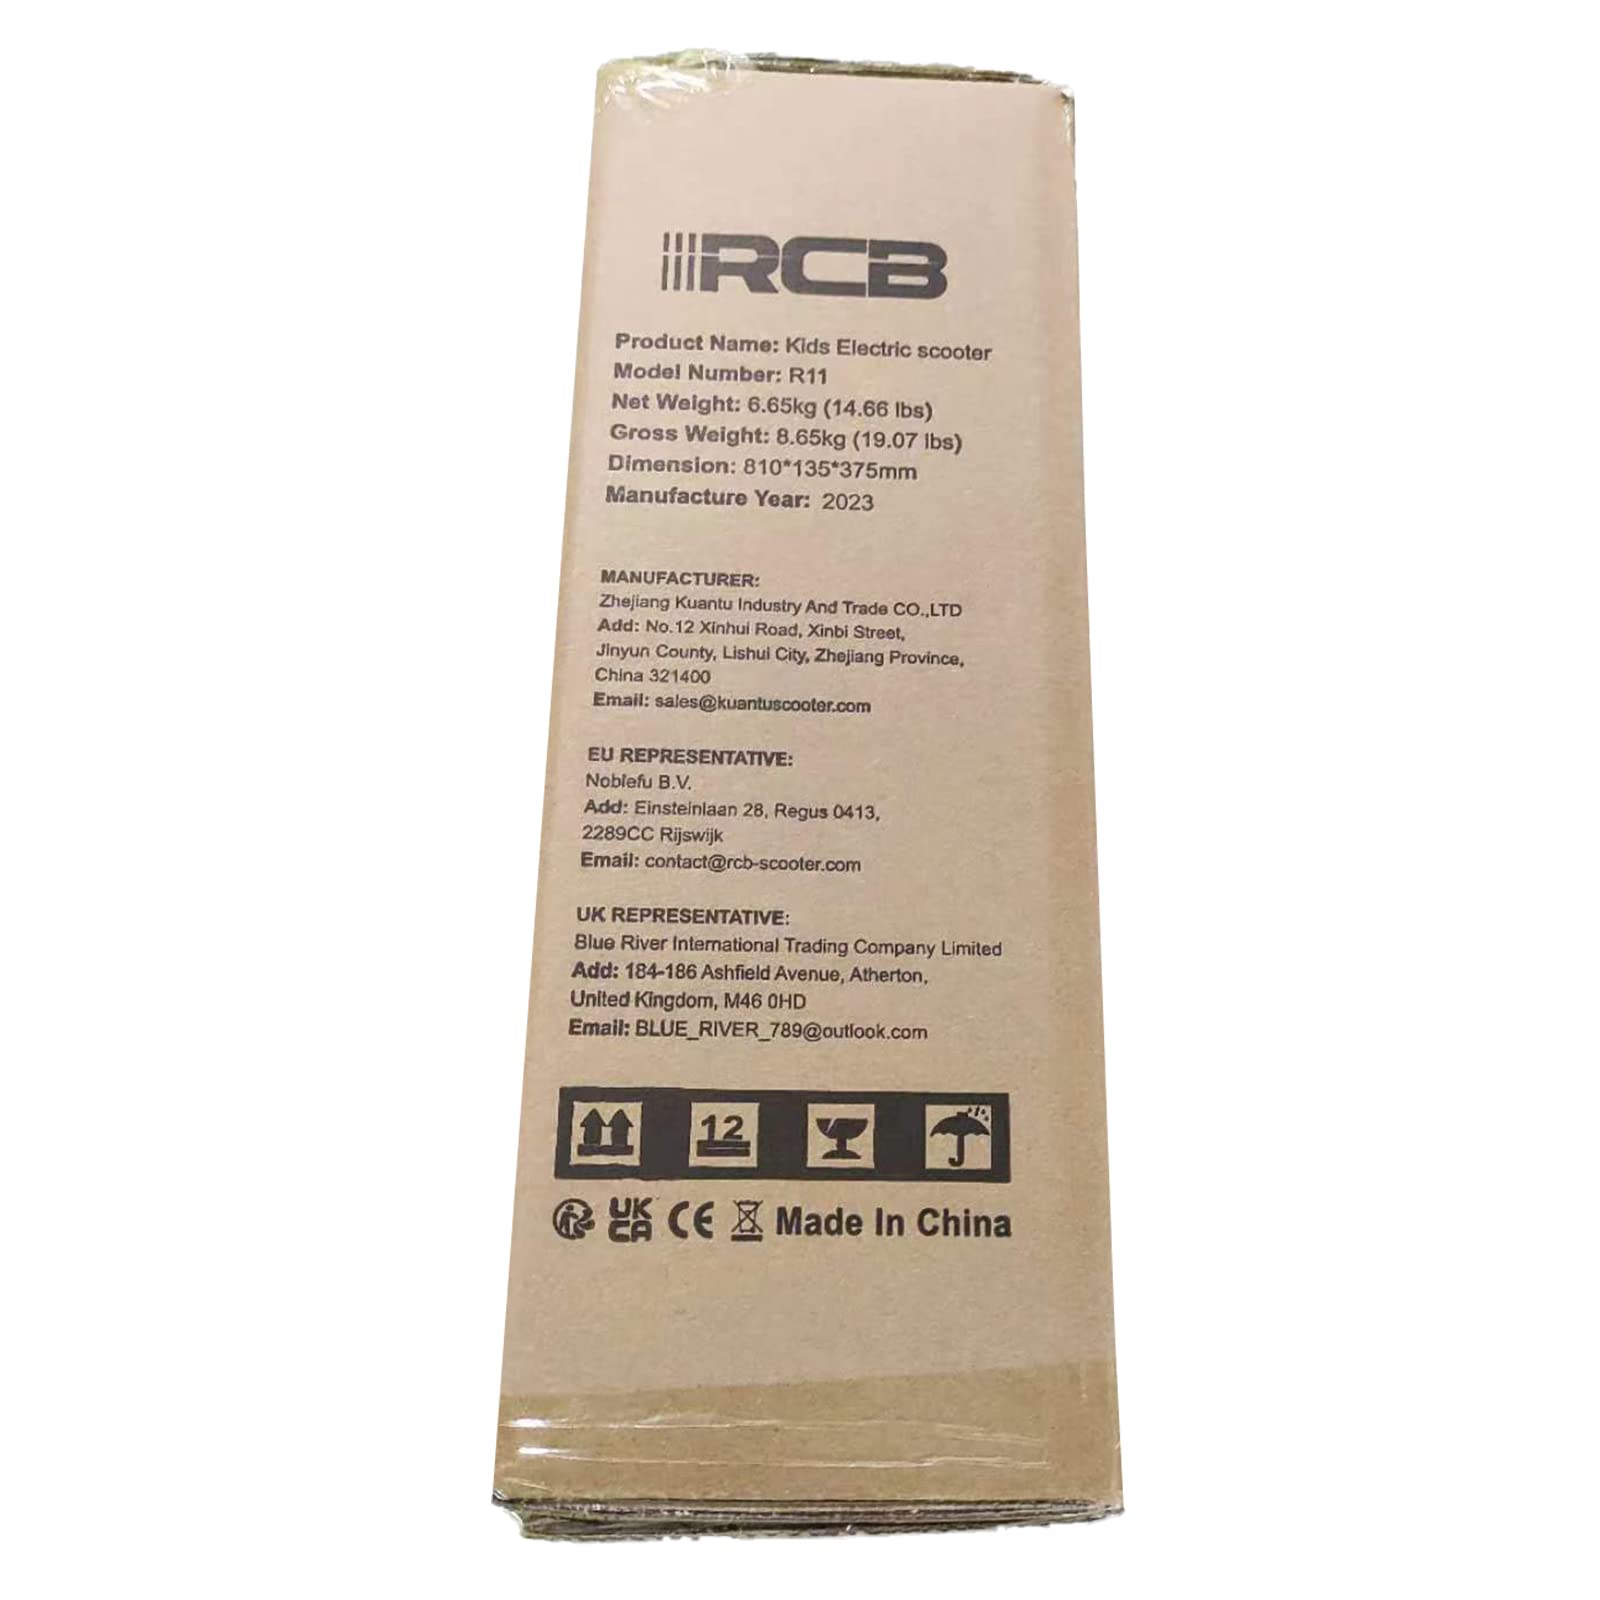 RCB
Product Name: Kids Electric scooter
Model Number: R11
Net Weight: 6.65kg (14.66 lbs)
Gross Weight: 8.65kg (19.07 lbs)
Dimension: 810*135*375mm
Manufacture Year: 2023
MANUFACTURER:
Zhejiang Kuantu Industry And Trade CO.,LTD
Add: No.12 Xinhui Road, Xinbi Street,
Jinyun County, Lishui City, Zhejiang Province,
China 321400
Email: sales@kuantuscooter.com
EU REPRESENTATIVE:
Noblefu B.V.
Add: Einsteinlaan 28, Regus 0413,
2289CC Rijswijk
Email: contact@rcb-scooter.com
UK REPRESENTATIVE:
Blue River International Trading Company Limited
Add: 184-186 Ashfield Avenue, Atherton,
United Kingdom, M46 0HD
Email: BLUE_RIVER_789@outlook.com
12
UK CA CE Made In China